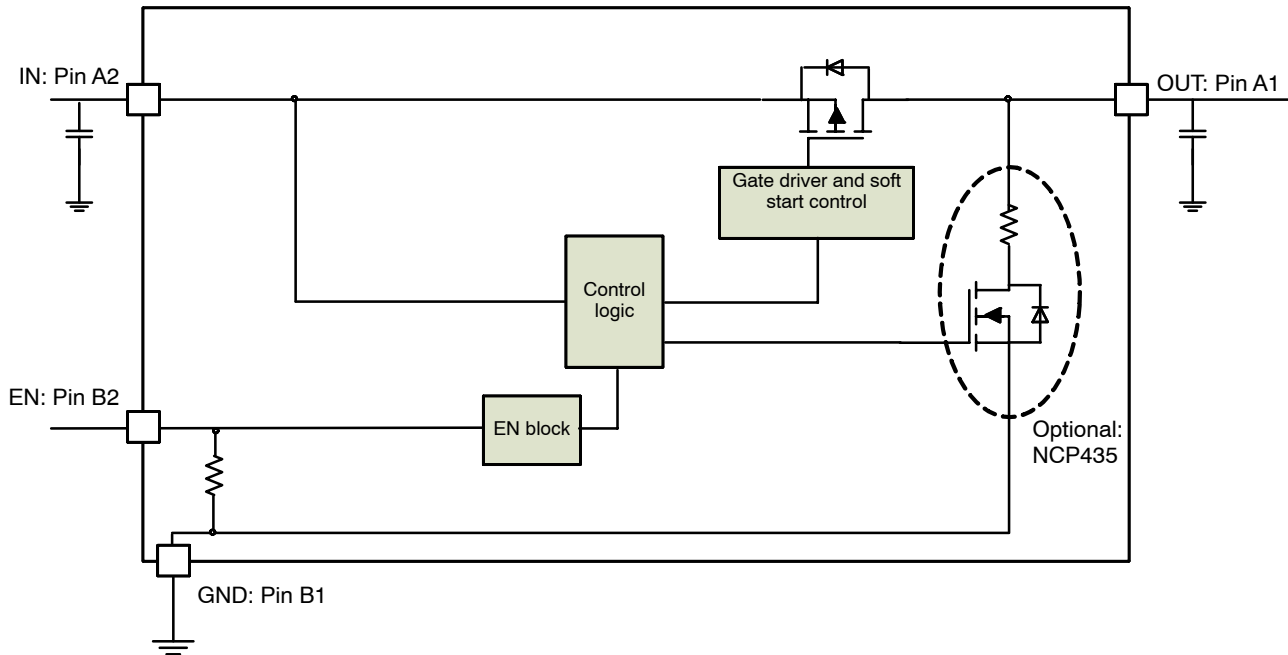 IN: Pin A2
OUT: Pin A1
Gate driver and soft
start control
Control
logic
EN: Pin B2
EN block
Optional:
NCP435
GND: Pin B1